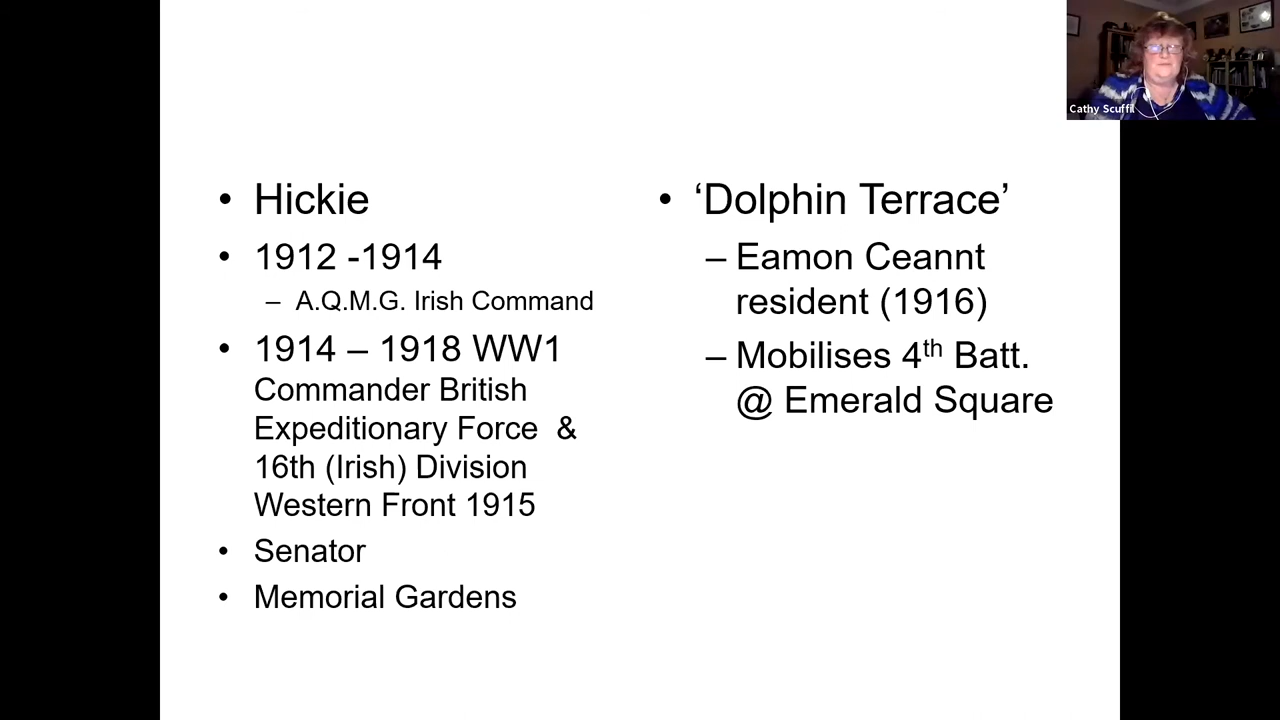 Cathy Scuffil
• Hickie
• 1912 -1914
– A.Q.M.G. Irish Command
• 1914 – 1918 WW1
Commander British
Expeditionary Force &
16th (Irish) Division
Western Front 1915
• Senator
• Memorial Gardens
• ‘Dolphin Terrace’
– Eamon Ceannt
resident (1916)
– Mobilises 4th Batt.
@ Emerald Square